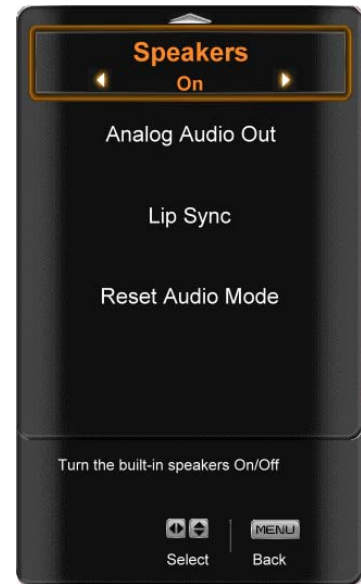 Speakers
On
Analog Audio Out
Lip Sync
Reset Audio Mode
Turn the built-in speakers On/Off
MENU
Select
Back